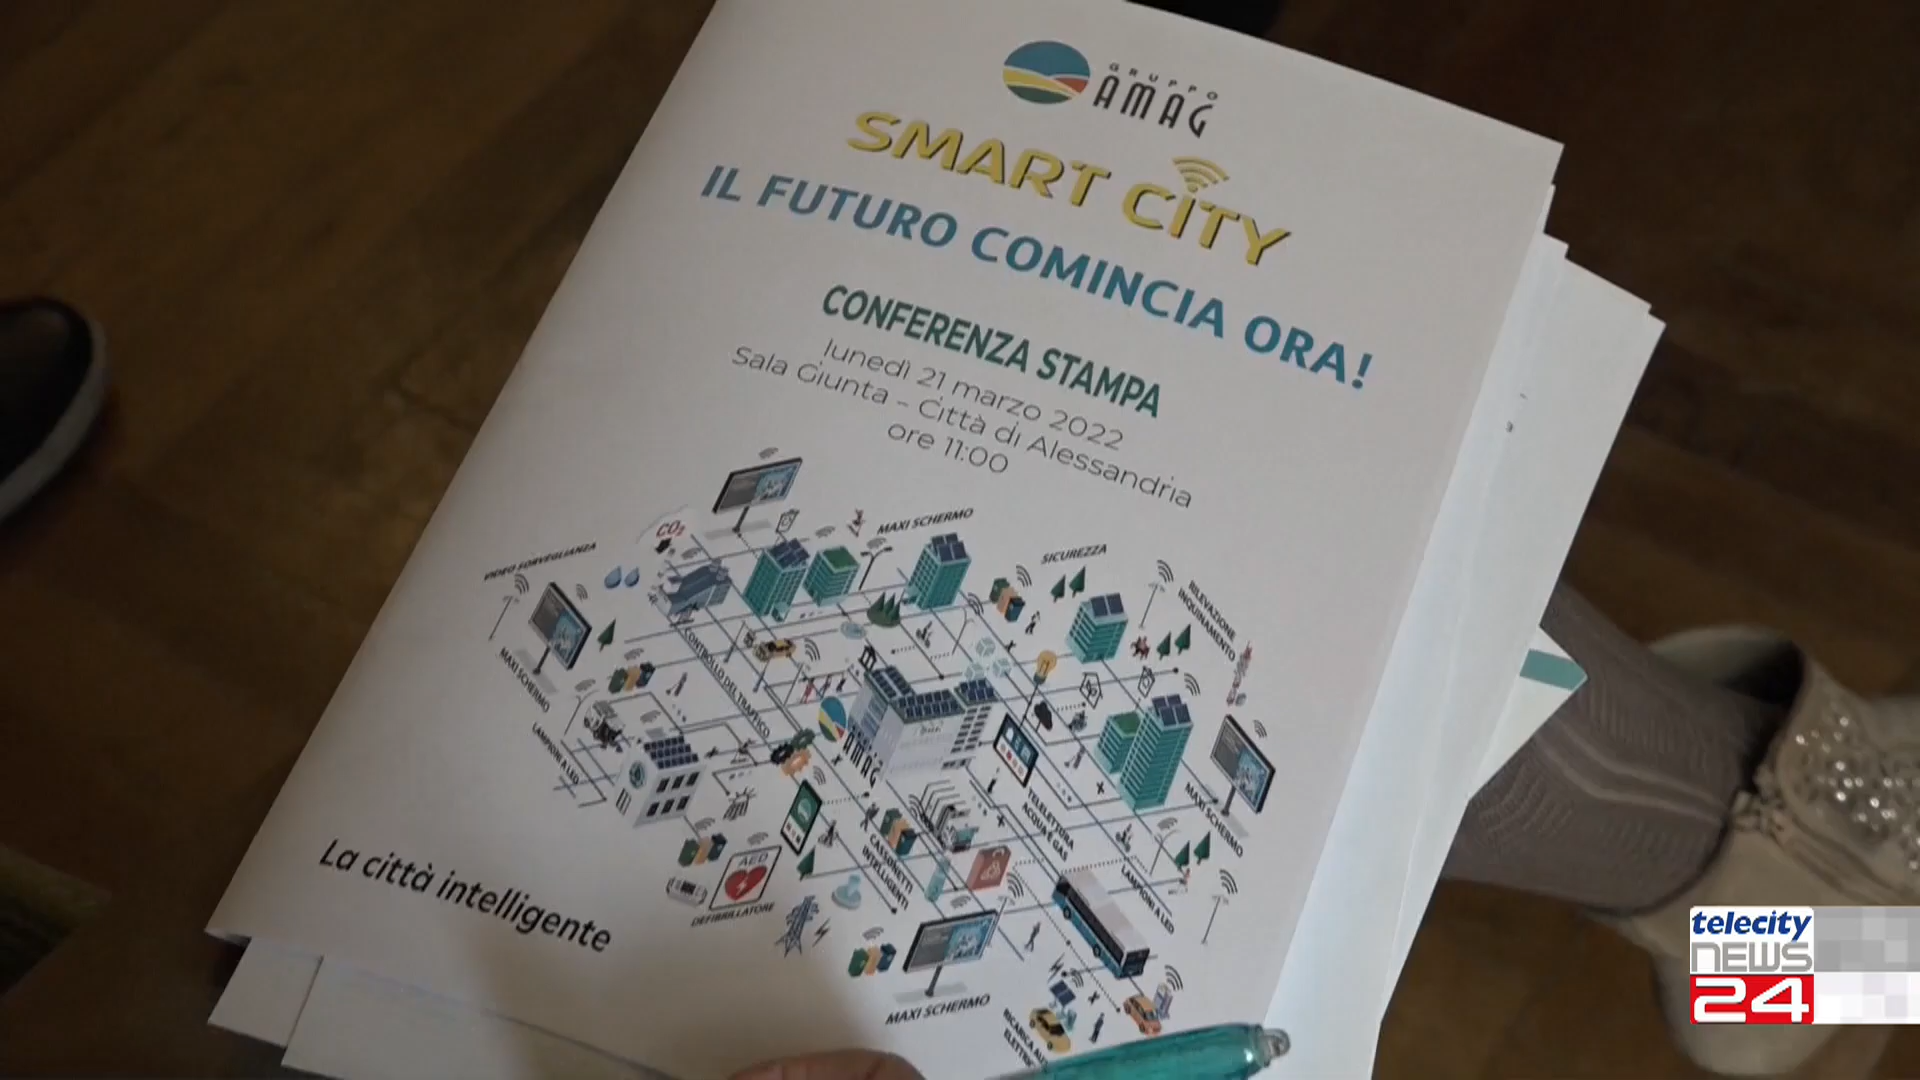 GRUPPO
AMAG
SMART CITY
IL FUTURO COMINCIA ORA!
CONFERENZA STAMPA
lunedì 21 marzo 2022
Sala Giunta - Città di Alessandria
ore 11:00
MAXI SCHERMO
CO2
SICUREZZA
VIDEO SORVEGLIANZA
RILEVAZIONE
INQUINAMENTO
MAXI SCHERMO
CONTROLLO DEL TRAFFICO
LAMPIONI A LED
AMAG
MAXI SCHERMO
TELELETTURA
ACQUA E GAS
CASSONETTI
INTELLIGENTI
LAMPIONI A LED
AED
DEFIBRILLATORE
La città intelligente
MAXI SCHERMO
RICARICA
telecity
NEWS
24